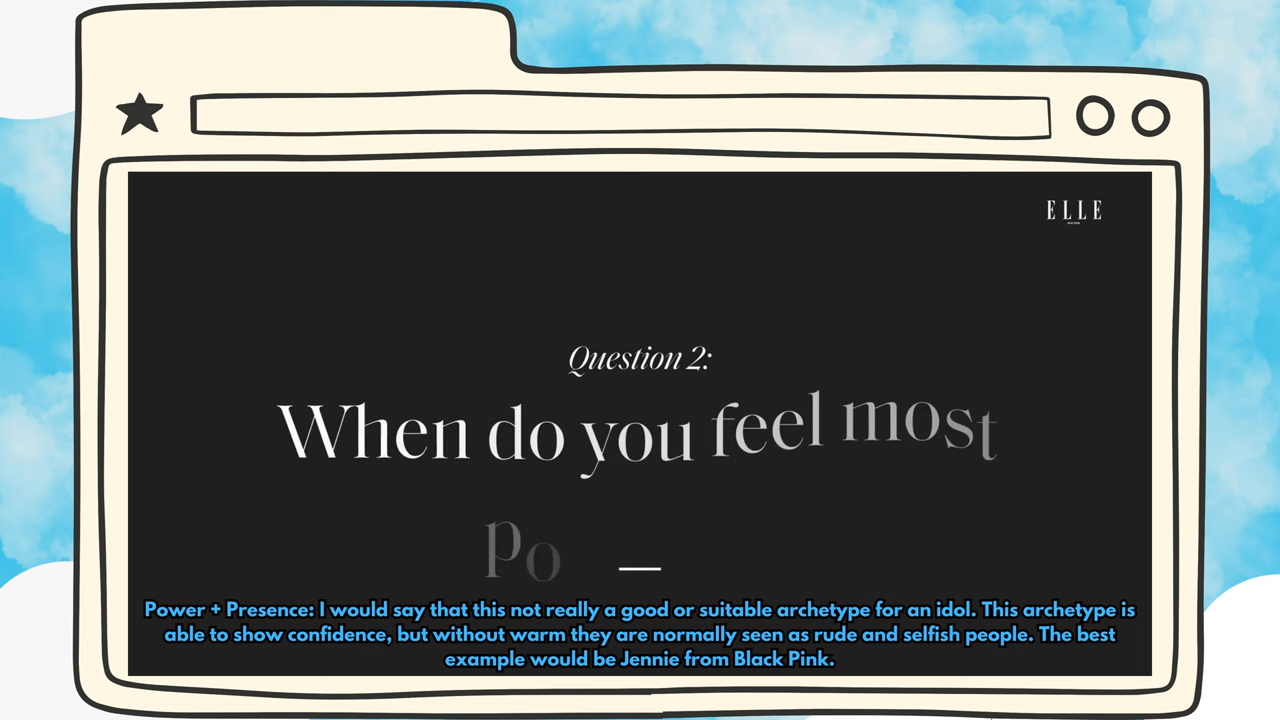 ELLE
Question 2:
When do you feel most
po
Power + Presence: I would say that this not really a good or suitable archetype for an idol. This archetype is
able to show confidence, but without warm they are normally seen as rude and selfish people. The best
example would be Jennie from Black Pink.